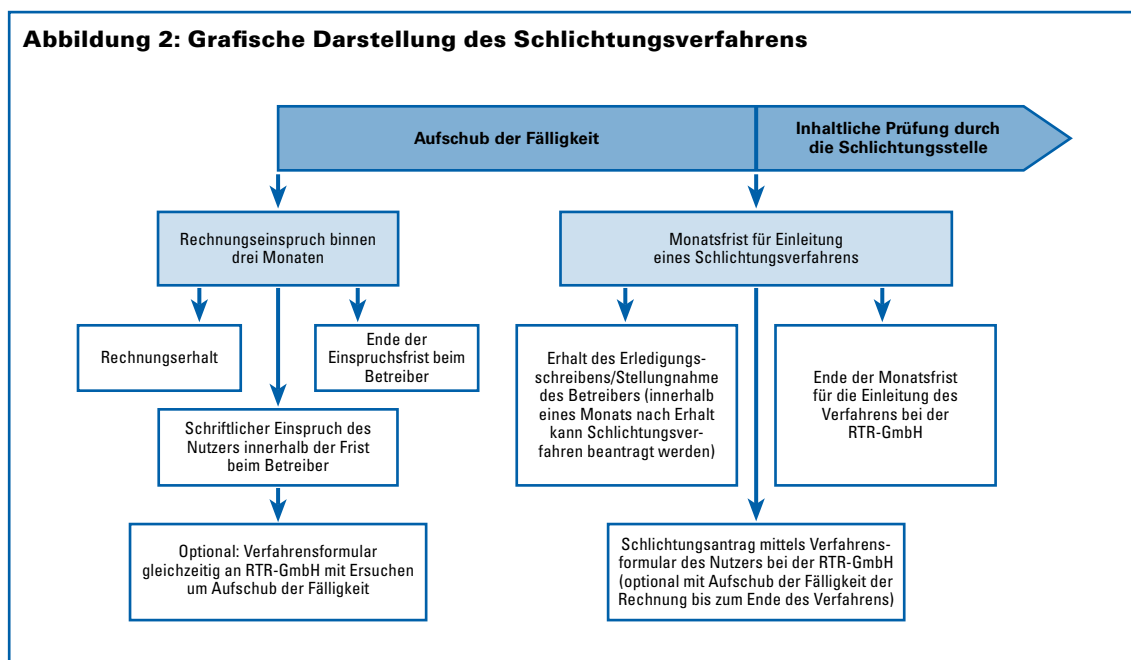 Abbildung 2: Grafische Darstellung des Schlichtungsverfahrens
Aufschub der Fälligkeit
Inhaltliche Prüfung durch
die Schlichtungsstelle
Rechnungseinspruch binnen
drei Monaten
Monatsfrist für Einleitung
eines Schlichtungsverfahrens
Rechnungserhalt
Ende der
Einspruchsfrist beim
Betreiber
Schriftlicher Einspruch des
Nutzers innerhalb der Frist
beim Betreiber
Optional: Verfahrensformular
gleichzeitig an RTR-GmbH mit Ersuchen
um Aufschub der Fälligkeit
Erhalt des Erledigungs-
schreibens/Stellungnahme
des Betreibers (innerhalb
eines Monats nach Erhalt
kann Schlichtungsver-
fahren beantragt werden)
Ende der Monatsfrist
für die Einleitung des
Verfahrens bei der
RTR-GmbH
Schlichtungsantrag mittels Verfahrens-
formular des Nutzers bei der RTR-GmbH
(optional mit Aufschub der Fälligkeit der
Rechnung bis zum Ende des Verfahrens)